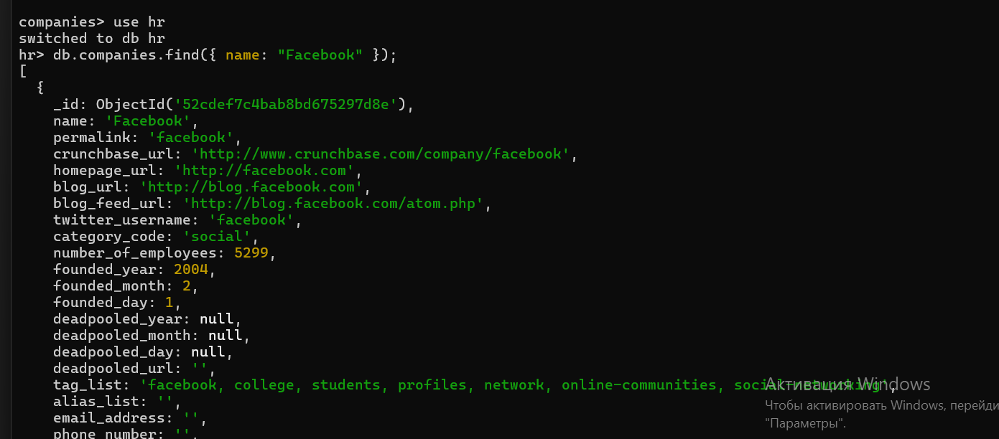 companies> use hr
switched to db hr
hr> db.companies.find({ name: "Facebook" });
[
  {
    _id: ObjectId('52cdef7c4bab8bd675297d8e'),
    name: 'Facebook',
    permalink: 'facebook',
    crunchbase_url: 'http://www.crunchbase.com/company/facebook',
    homepage_url: 'http://facebook.com',
    blog_url: 'http://blog.facebook.com',
    blog_feed_url: 'http://blog.facebook.com/atom.php',
    twitter_username: 'facebook',
    category_code: 'social',
    number_of_employees: 5299,
    founded_year: 2004,
    founded_month: 2,
    founded_day: 1,
    deadpooled_year: null,
    deadpooled_month: null,
    deadpooled_day: null,
    deadpooled_url: '',
    tag_list: 'facebook, college, students, profiles, network, online-communities, social-networking',
    alias_list: '',
    email_address: '',
    phone_number: '',
Активация Windows
Чтобы активировать Windows, перейди
"Параметры".